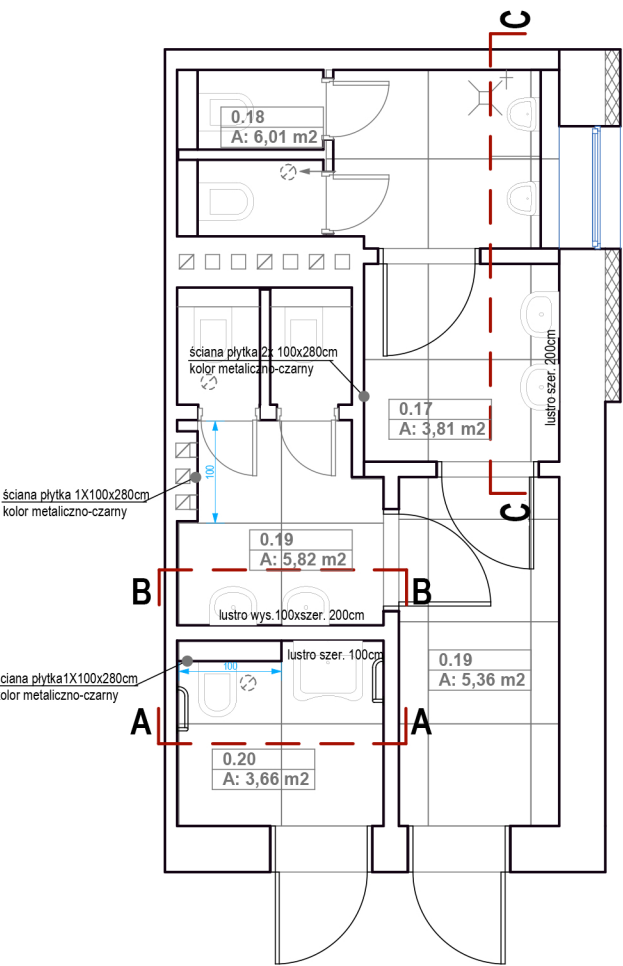 C
0.18
A: 6,01 m2
ściana płytka 2x 100x280cm
kolor metaliczno-czarny
lustro szer. 200cm
0.17
A: 3,81 m2
100
ściana płytka 1X100x280cm
kolor metaliczno-czarny
C
0.19
A: 5,82 m2
B
B
lustro wys.100xszer. 200cm
lustro szer. 100cm
0.19
A: 5,36 m2
100
ciana płytka1X100x280cm
olor metaliczno-czarny
A
A
0.20
A: 3,66 m2